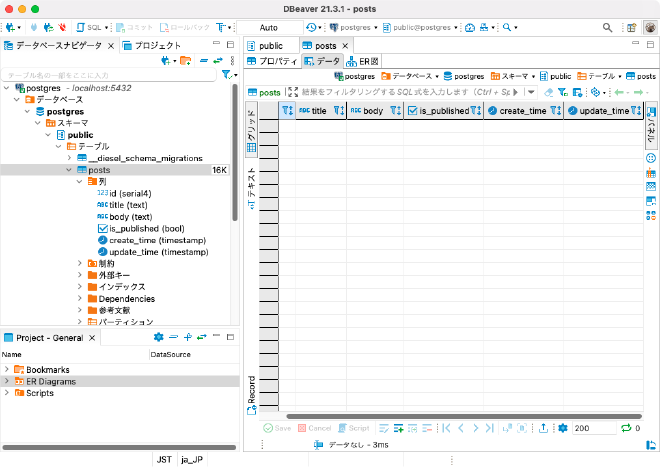 DBeaver 21.3.1 - posts
SQL
コミット
ロールバック
Auto
postgres
public@postgres
データベースナビゲータ
プロジェクト
テーブル名の一部をここに入力
postgres - localhost:5432
データベース
postgres
スキーマ
public
テーブル
__diesel_schema_migrations
posts
16K
列
id (serial4)
title (text)
body (text)
is_published (bool)
create_time (timestamp)
update_time (timestamp)
制約
外部キー
インデックス
Dependencies
参考文献
パーティション
Project - General
Name
DataSource
Bookmarks
ER Diagrams
Scripts
public
posts
プロパティ
データ
ER図
postgres
データベース
postgres
スキーマ
public
テーブル
posts
posts
結果をフィルタリングする SQL 式を入力します (Ctrl + Sp
グリッド
テキスト
Record
title
body
is_published
create_time
update_time
パネル
Save
Cancel
Script
200
0
データなし - 3ms
JST
ja_JP